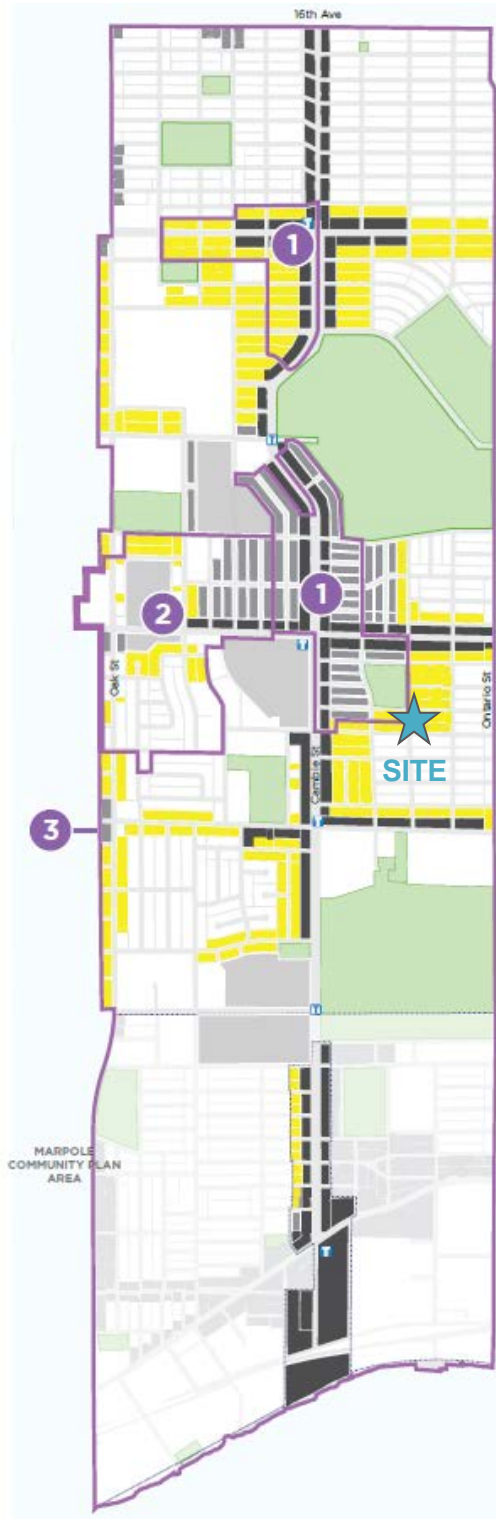 16th Ave
1
T
T
1
2
Oak St
T
Ontario St
SITE
Cambie St
3
T
T
MARPOLE
COMMUNITY PLAN
AREA
T